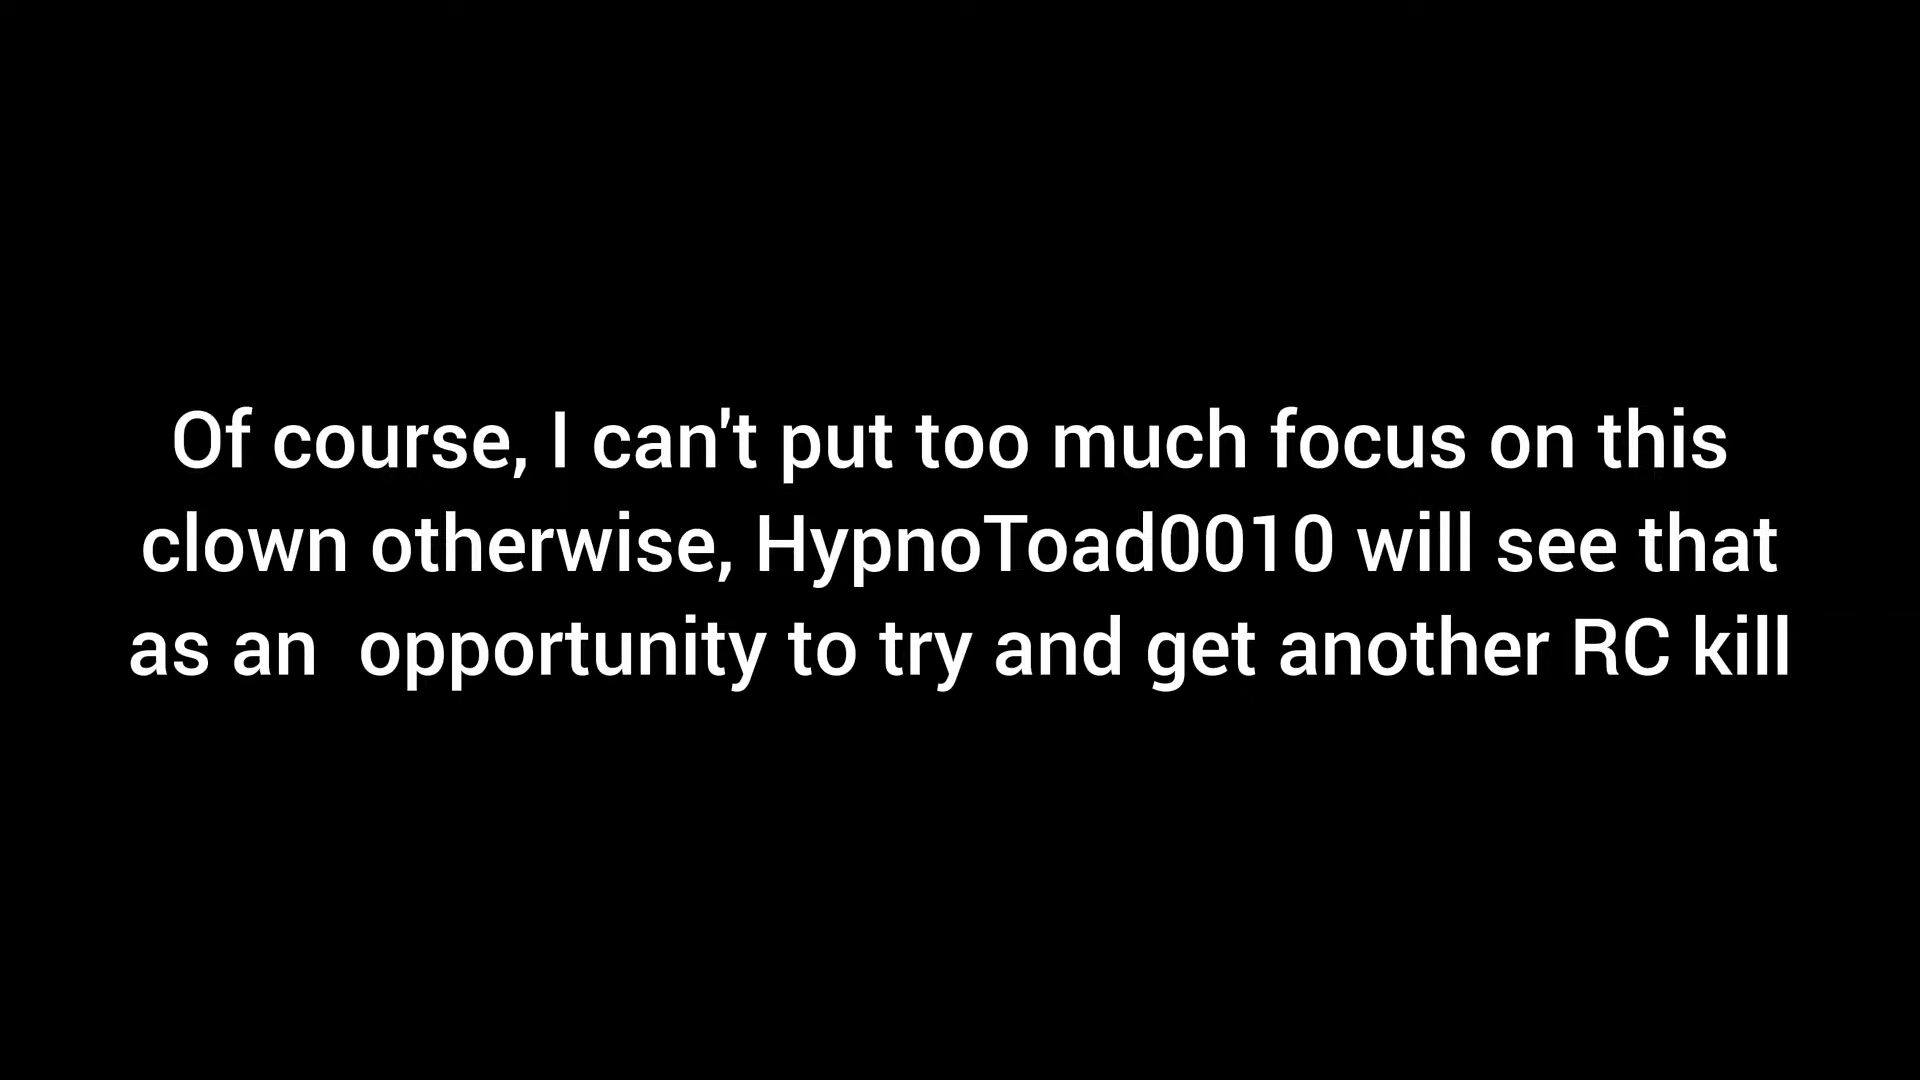 Of course, I can't put too much focus on this
clown otherwise, HypnoToad0010 will see that
as an  opportunity to try and get another RC kill